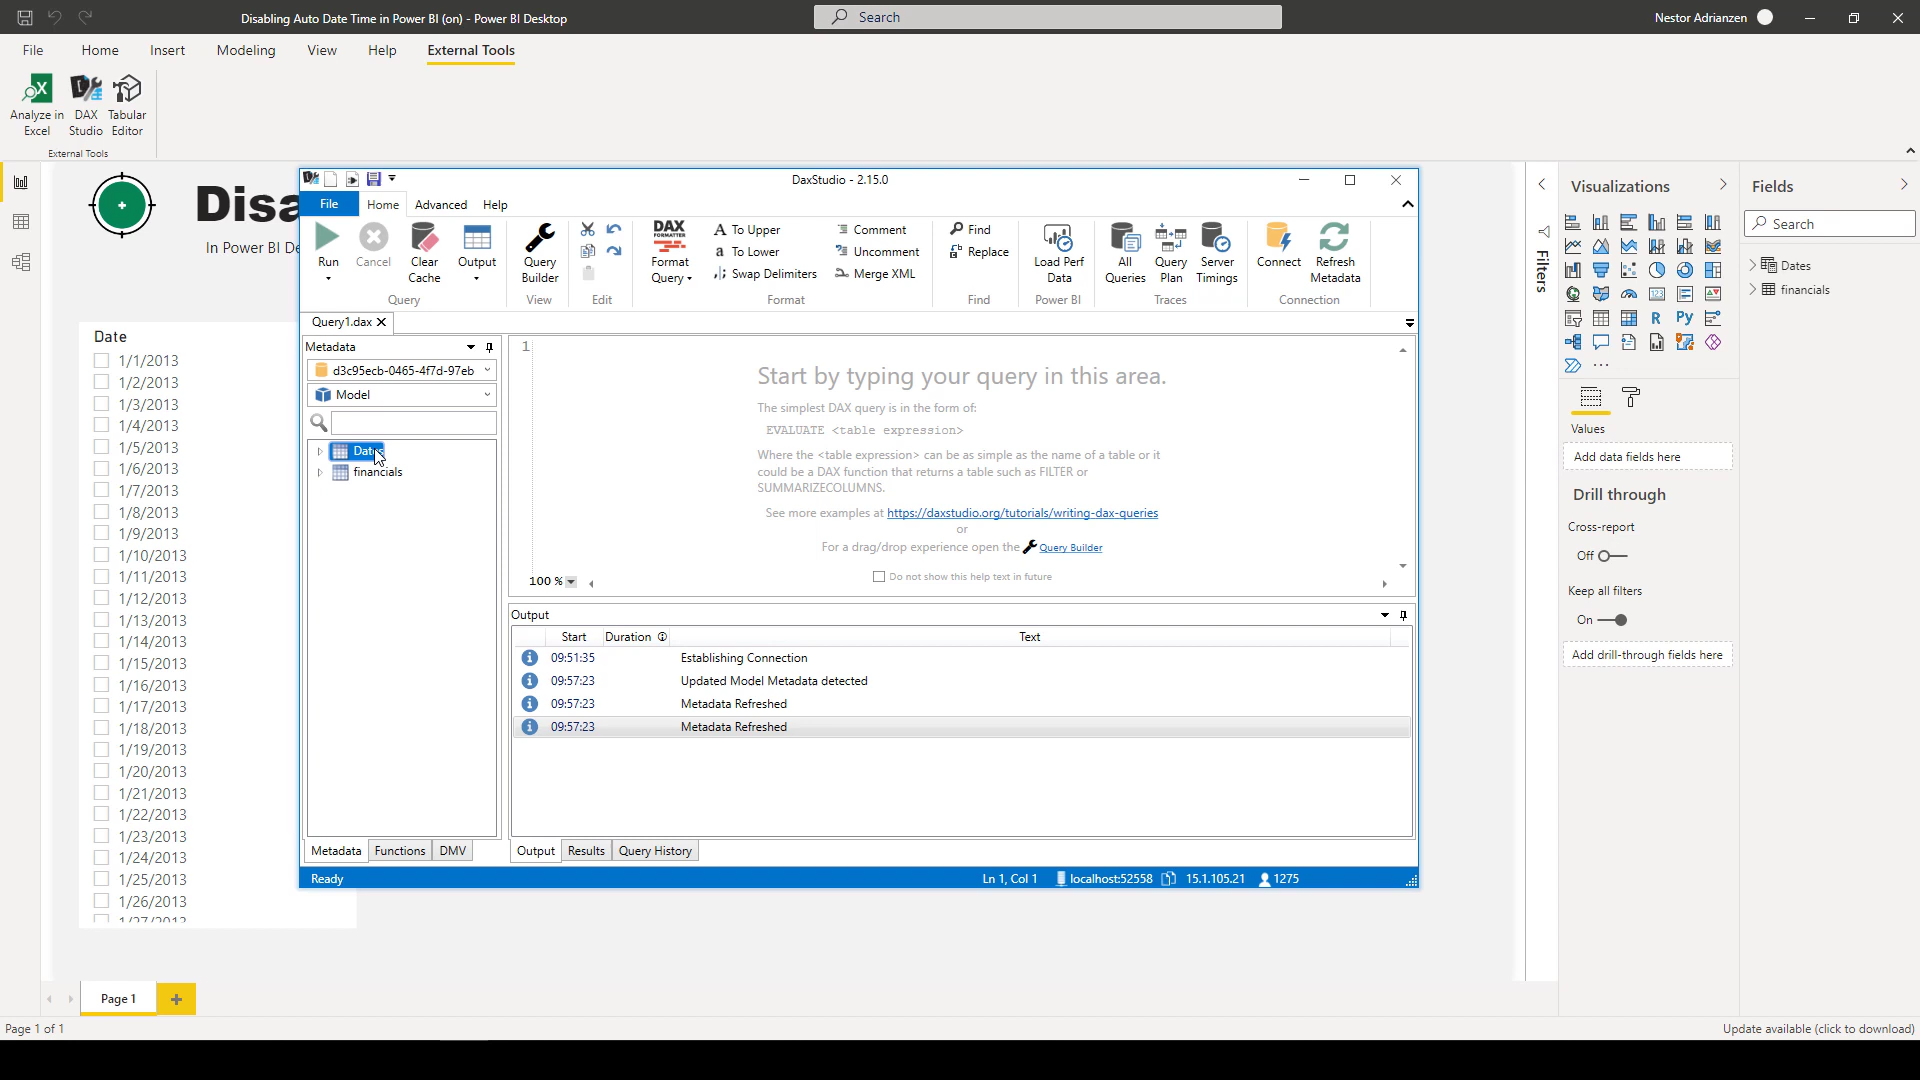 Disabling Auto Date Time in Power BI (on) - Power BI Desktop
Search
Nestor Adrianzen
File Home Insert Modeling View Help External Tools
Analyze in Excel
DAX Studio
Tabular Editor
External Tools
Disa
In Power BI De
Date
1/1/2013
1/2/2013
1/3/2013
1/4/2013
1/5/2013
1/6/2013
1/7/2013
1/8/2013
1/9/2013
1/10/2013
1/11/2013
1/12/2013
1/13/2013
1/14/2013
1/15/2013
1/16/2013
1/17/2013
1/18/2013
1/19/2013
1/20/2013
1/21/2013
1/22/2013
1/23/2013
1/24/2013
1/25/2013
1/26/2013
1/27/2013
DaxStudio - 2.15.0
File Home Advanced Help
Run
Cancel
Clear Cache
Output
Query
Query Builder
View
Edit
DAX FORMATTER
Format Query
To Upper
To Lower
Swap Delimiters
Comment
Uncomment
Merge XML
Format
Find
Replace
Find
Load Perf Data
Power BI
All Queries
Query Plan
Server Timings
Traces
Connect
Refresh Metadata
Connection
Query1.dax
Metadata
d3c95ecb-0465-4f7d-97eb
Model
Dates
financials
Metadata Functions DMV
1
Start by typing your query in this area.
The simplest DAX query is in the form of:
EVALUATE <table expression>
Where the <table expression> can be as simple as the name of a table or it
could be a DAX function that returns a table such as FILTER or
SUMMARIZECOLUMNS.
See more examples at https://daxstudio.org/tutorials/writing-dax-queries
or
For a drag/drop experience open the Query Builder
Do not show this help text in future
100 %
Output
Start Duration Text
09:51:35 Establishing Connection
09:57:23 Updated Model Metadata detected
09:57:23 Metadata Refreshed
09:57:23 Metadata Refreshed
Output Results Query History
Ready Ln 1, Col 1 localhost:52558 15.1.105.21 1275
Filters
Visualizations
R
Py
Values
Add data fields here
Drill through
Cross-report
Off
Keep all filters
On
Add drill-through fields here
Fields
Search
Dates
financials
Page 1
Page 1 of 1
Update available (click to download)